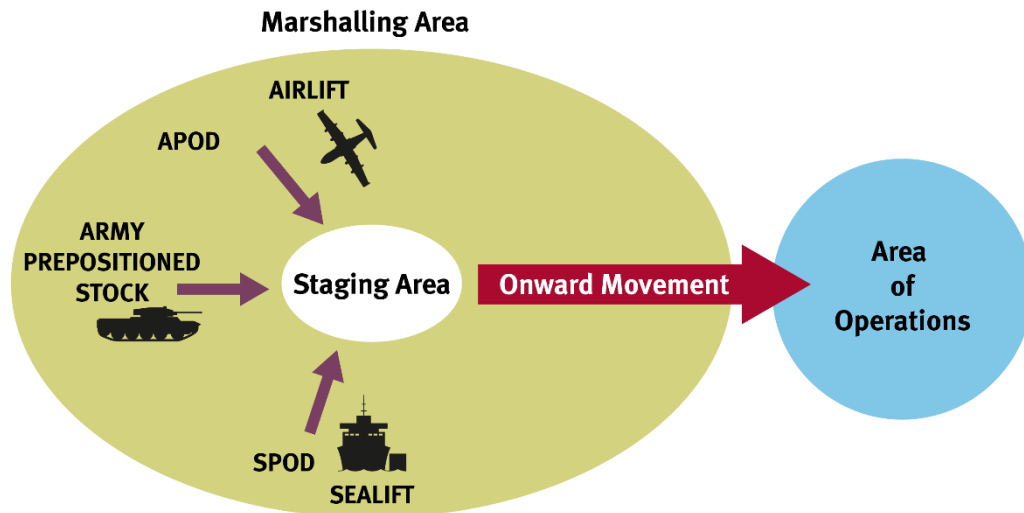 Marshalling Area
AIRLIFT
APOD
ARMY
PREPOSITIONED
STOCK
Staging Area
Onward Movement
Area
of
Operations
SPOD
SEALIFT